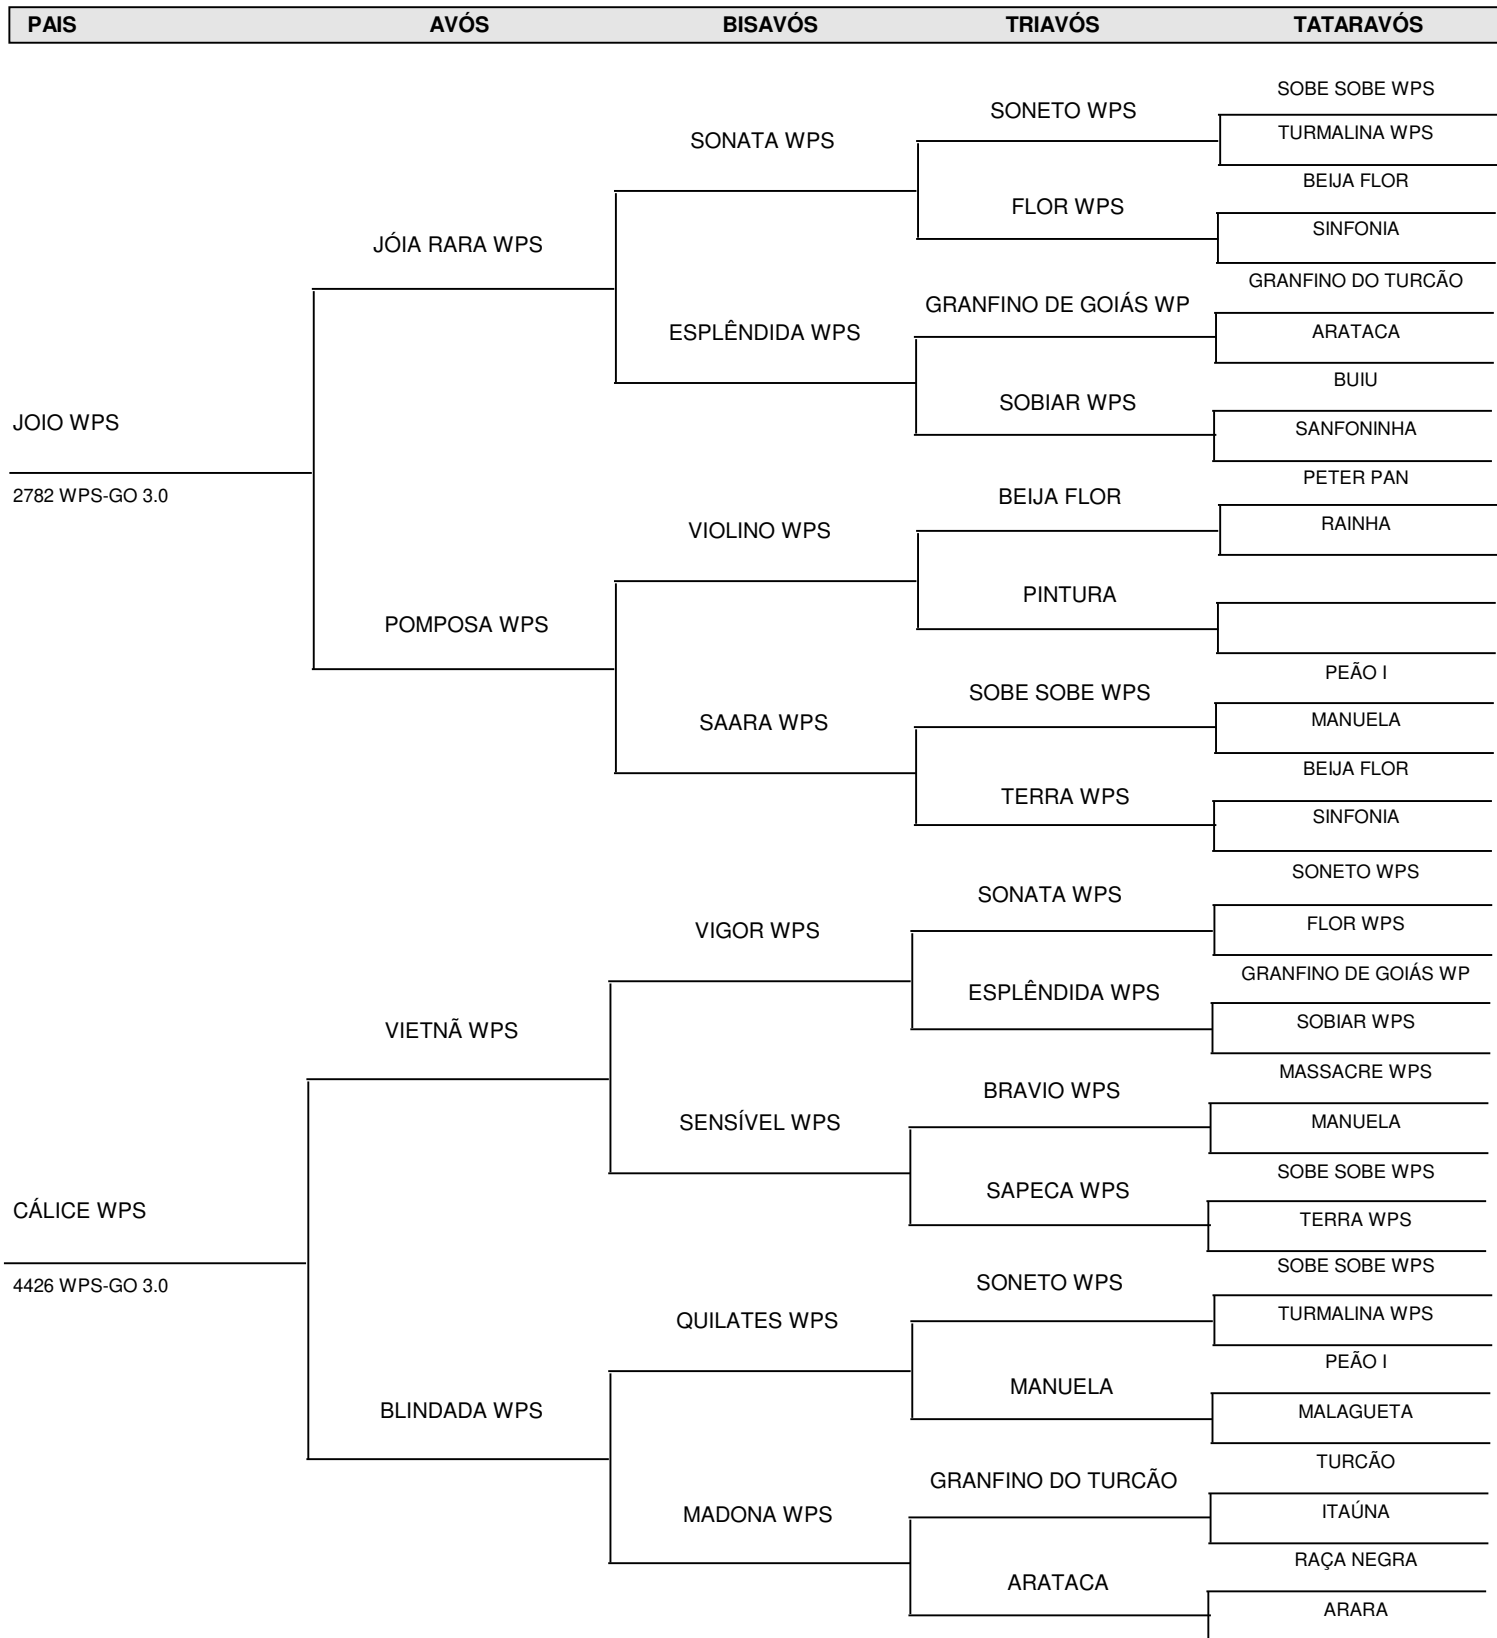 PAIS AVÓS BISAVÓS TRIAVÓS TATARAVÓS
SOBE SOBE WPS
SONETO WPS
TURMALINA WPS
SONATA WPS
BEIJA FLOR
FLOR WPS
SINFONIA
JÓIA RARA WPS
GRANFINO DO TURCÃO
GRANFINO DE GOIÁS WP
ARATACA
ESPLÊNDIDA WPS
BUIU
SOBIAR WPS
SANFONINHA
JOIO WPS
2782 WPS-GO 3.0
PETER PAN
BEIJA FLOR
RAINHA
VIOLINO WPS
PINTURA
POMPOSA WPS
PEÃO I
SOBE SOBE WPS
MANUELA
SAARA WPS
BEIJA FLOR
TERRA WPS
SINFONIA
SONETO WPS
SONATA WPS
FLOR WPS
VIGOR WPS
GRANFINO DE GOIÁS WP
ESPLÊNDIDA WPS
SOBIAR WPS
VIETNÃ WPS
MASSACRE WPS
BRAVIO WPS
MANUELA
SENSÍVEL WPS
SOBE SOBE WPS
SAPECA WPS
TERRA WPS
CÁLICE WPS
4426 WPS-GO 3.0
SOBE SOBE WPS
SONETO WPS
TURMALINA WPS
QUILATES WPS
PEÃO I
MANUELA
MALAGUETA
BLINDADA WPS
TURCÃO
GRANFINO DO TURCÃO
ITAÚNA
MADONA WPS
RAÇA NEGRA
ARATACA
ARARA